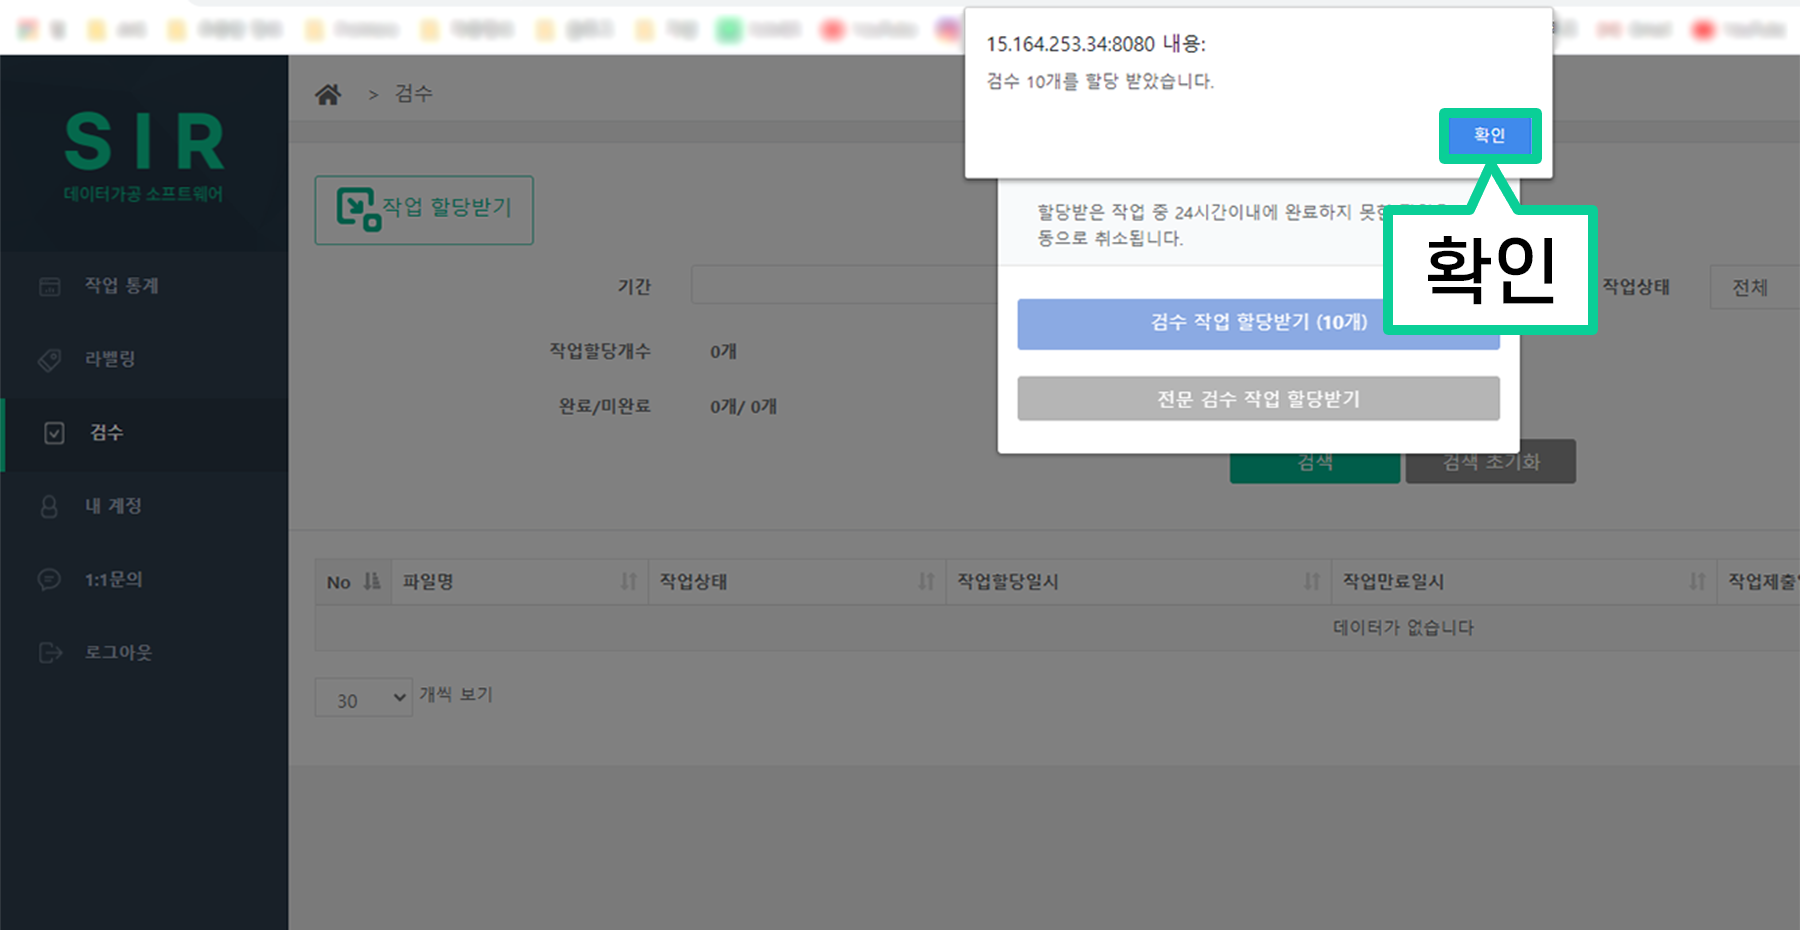 15.164.253.34:8080 내용:
검수 10개를 할당 받았습니다.
확인
확인
SIR
데이터가공 소프트웨어
작업 통계
라벨링
검수
내 계정
1:1문의
로그아웃
> 검수
작업 할당받기
할당받은 작업 중 24시간이내에 완료하지
동으로 취소됩니다.
검수 작업 할당받기 (10개)
전문 검수 작업 할당받기
기간
작업상태 전체
작업할당개수 0개
완료/미완료 0개/ 0개
검색 검색 초기화
No 파일명 작업상태 작업할당일시 작업만료일시
데이터가 없습니다
30 개씩 보기